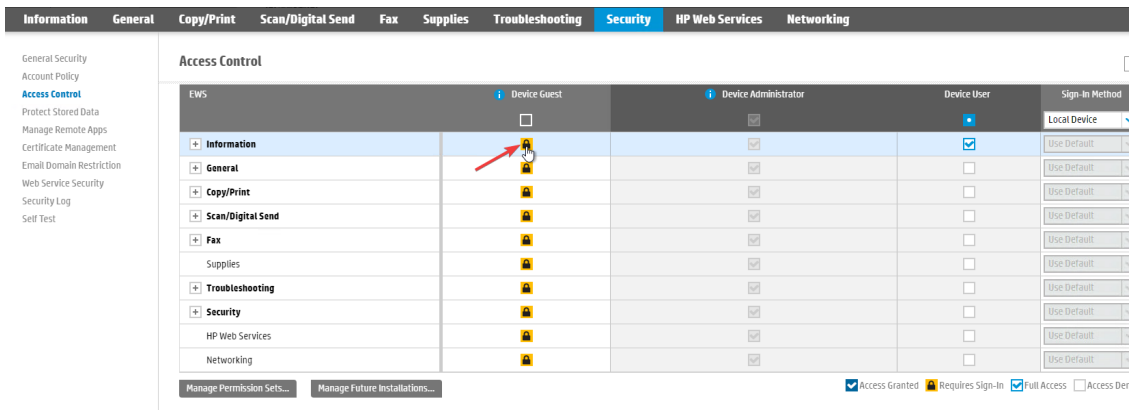 Information General Copy/Print Scan/Digital Send Fax Supplies Troubleshooting Security HP Web Services Networking
General Security
Account Policy
Access Control
Protect Stored Data
Manage Remote Apps
Certificate Management
Email Domain Restriction
Web Service Security
Security Log
Self Test
Access Control
EWS Device Guest Device Administrator Device User Sign-In Method
Local Device
Information Use Default
General Use Default
Copy/Print Use Default
Scan/Digital Send Use Default
Fax Use Default
Supplies Use Default
Troubleshooting Use Default
Security Use Default
HP Web Services Use Default
Networking Use Default
Manage Permission Sets... Manage Future Installations... Access Granted Requires Sign-In Full Access Access